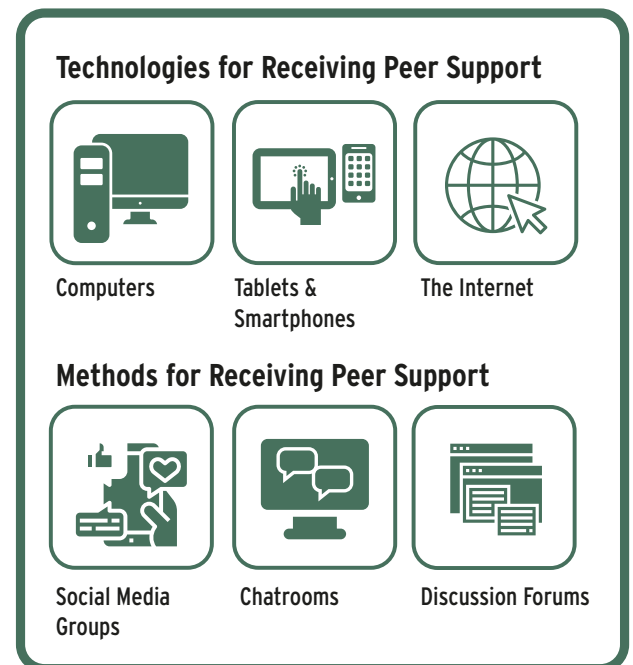 Technologies for Receiving Peer Support
Computers
Tablets &
Smartphones
The Internet
Methods for Receiving Peer Support
Social Media
Groups
Chatrooms
Discussion Forums